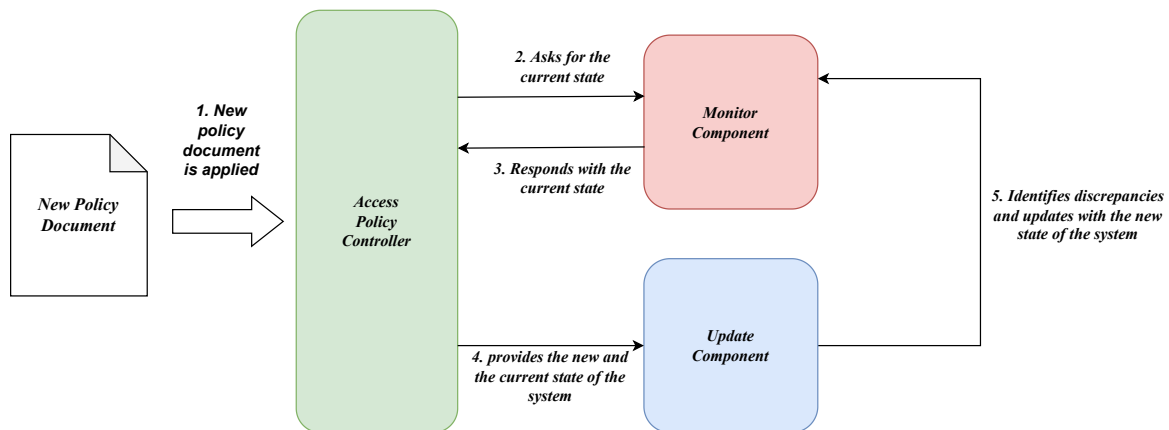 New Policy
Document
1. New
policy
document
is applied
Access
Policy
Controller
2. Asks for the
current state
3. Responds with the
current state
Monitor
Component
4. provides the new and
the current state of the
system
Update
Component
5. Identifies discrepancies
and updates with the new
state of the system